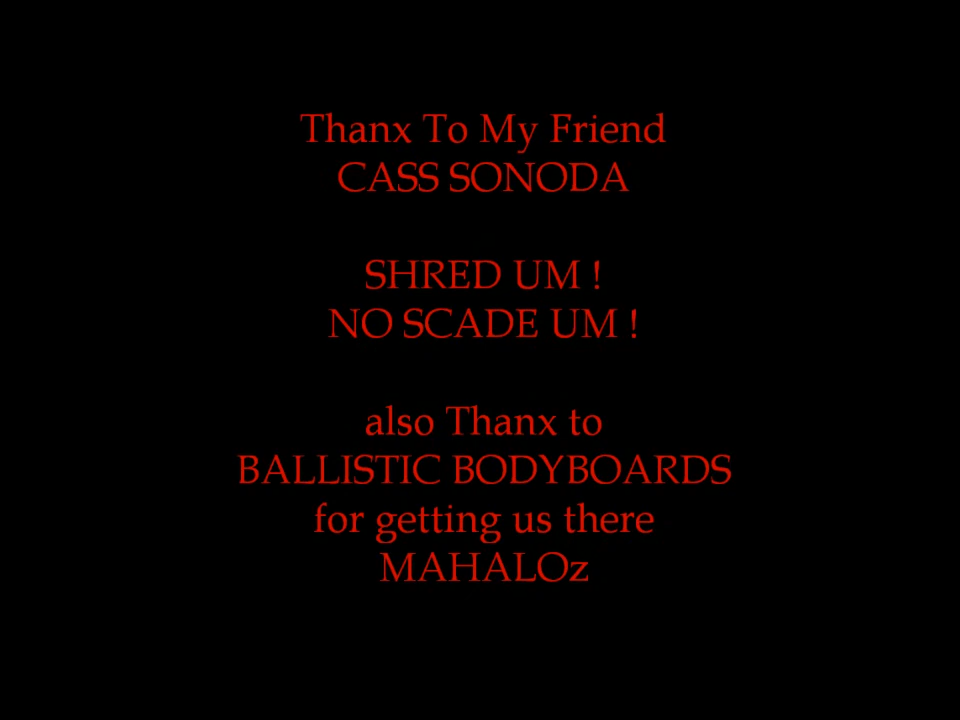 Thanx To My Friend
CASS SONODA
SHRED UM !
NO SCADE UM !
also Thanx to
BALLISTIC BODYBOARDS
for getting us there
MAHALOz